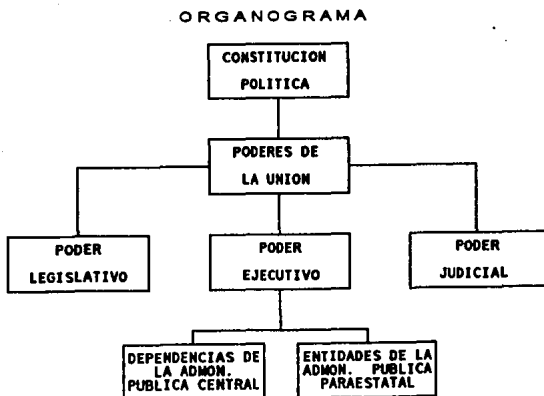 ORGANOGRAMA
CONSTITUCION
POLITICA
PODERES DE
LA UNION
PODER
LEGISLATIVO
PODER
EJECUTIVO
PODER
JUDICIAL
DEPENDENCIAS DE
LA ADMON.
PUBLICA CENTRAL
ENTIDADES DE LA
ADMON. PUBLICA
PARAESTATAL